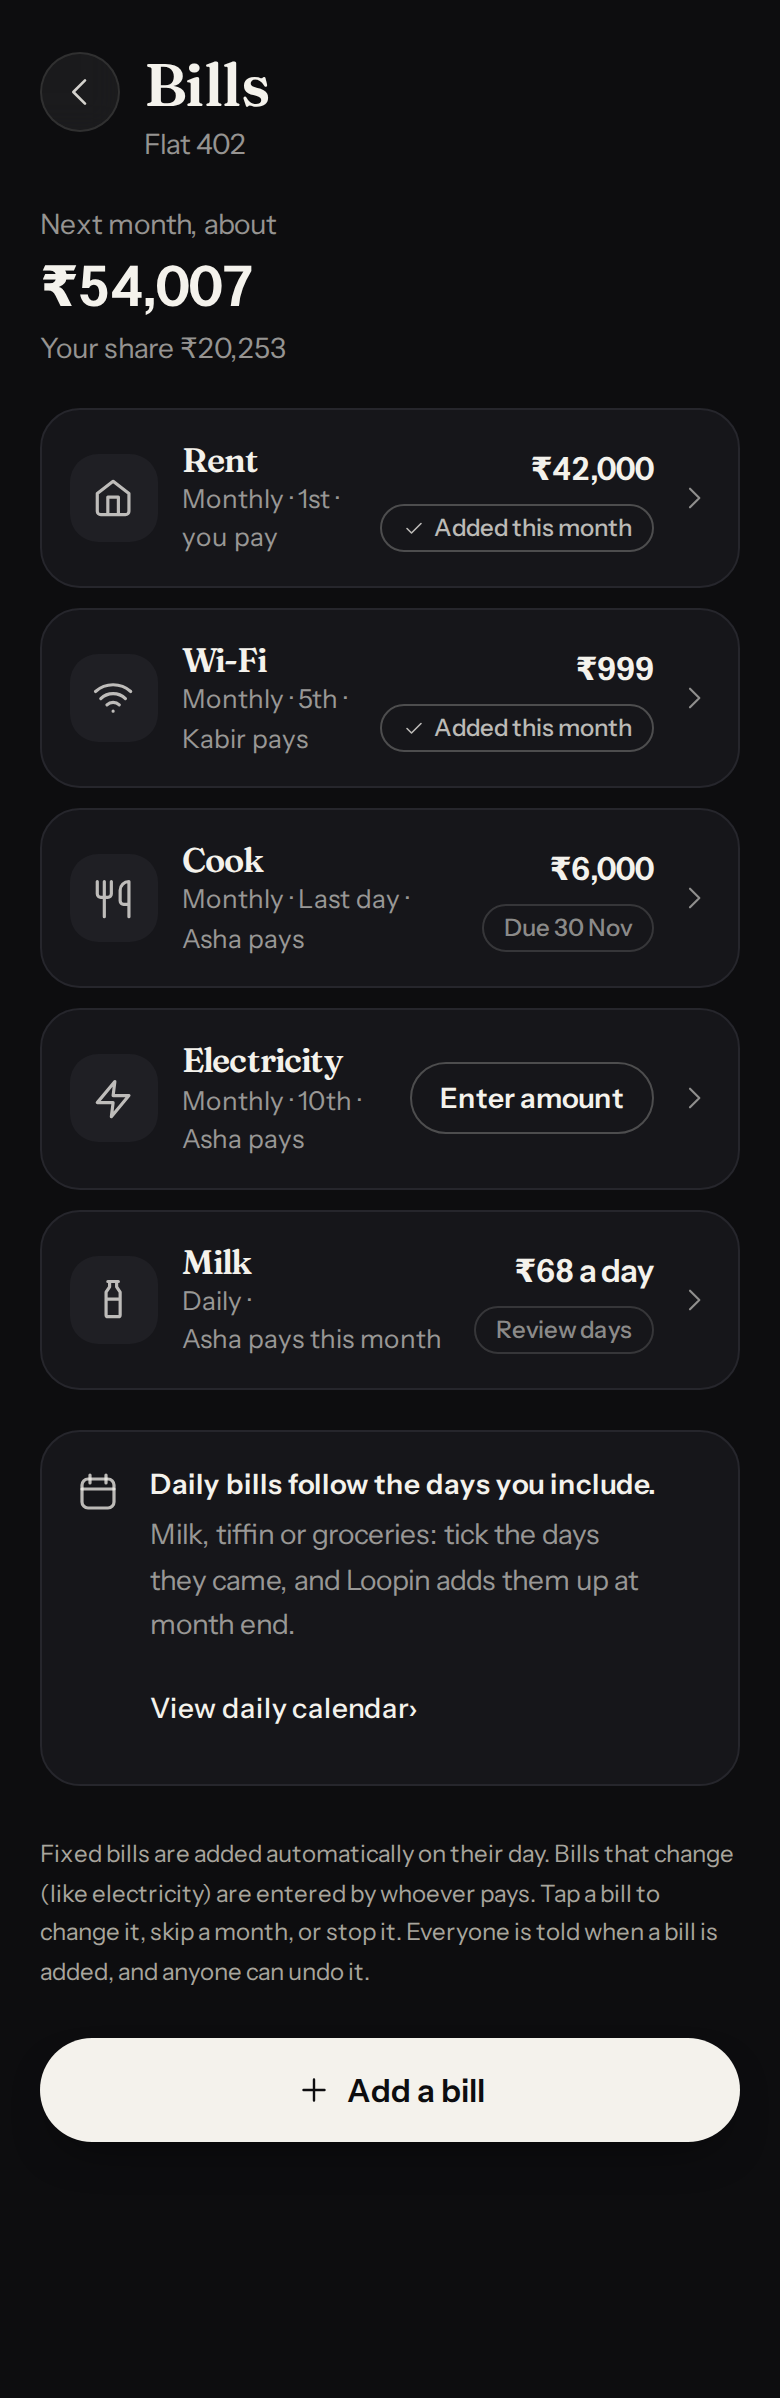 Bills
Flat 402
Next month, about
₹54,007
Your share ₹20,253
Rent
Monthly · 1st ·
you pay
₹42,000
✓ Added this month
Wi-Fi
Monthly · 5th ·
Kabir pays
₹999
✓ Added this month
Cook
Monthly · Last day ·
Asha pays
₹6,000
Due 30 Nov
Electricity
Monthly · 10th ·
Asha pays
Enter amount
Milk
Daily ·
Asha pays this month
₹68 a day
Review days
Daily bills follow the days you include.
Milk, tiffin or groceries: tick the days
they came, and Loopin adds them up at
month end.
View daily calendar›
Fixed bills are added automatically on their day. Bills that change
(like electricity) are entered by whoever pays. Tap a bill to
change it, skip a month, or stop it. Everyone is told when a bill is
added, and anyone can undo it.
+ Add a bill